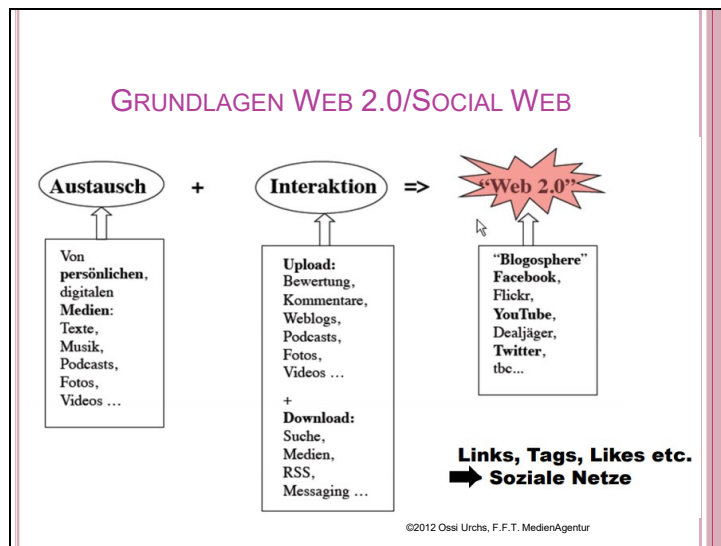 GRUNDLAGEN WEB 2.0/SOCIAL WEB
Austausch + Interaktion => “Web 2.0”
Von
persönlichen,
digitalen
Medien:
Texte,
Musik,
Podcasts,
Fotos,
Videos …
Upload:
Bewertung,
Kommentare,
Weblogs,
Podcasts,
Fotos,
Videos …
+
Download:
Suche,
Medien,
RSS,
Messaging …
“Blogosphere”
Facebook,
Flickr,
YouTube,
Dealjäger,
Twitter,
tbc...
Links, Tags, Likes etc.
Soziale Netze
©2012 Ossi Urchs, F.F.T. MedienAgentur